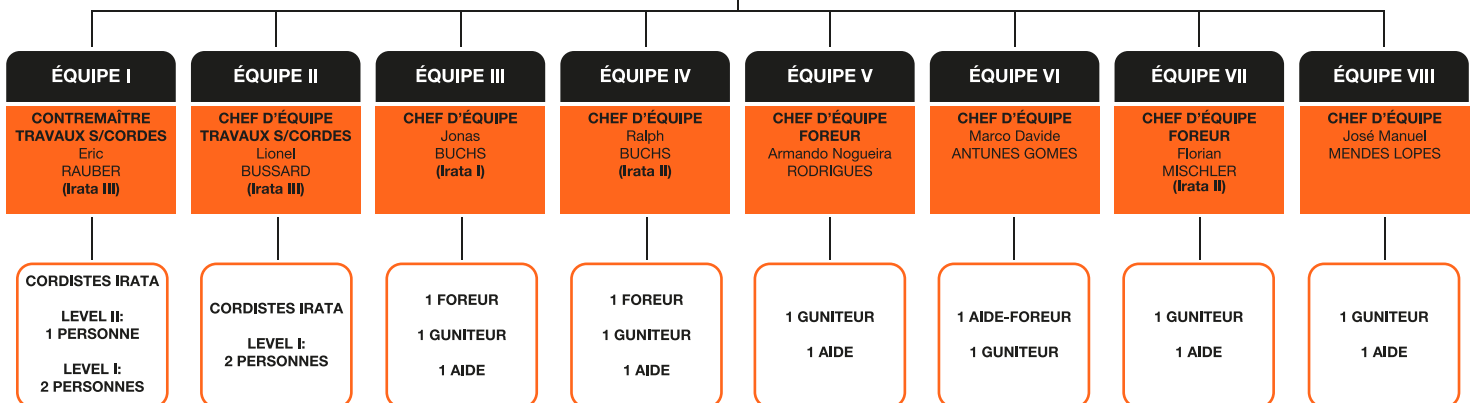 ÉQUIPE I
CONTREMAÎTRE
TRAVAUX S/CORDES
Eric
RAUBER
(Irata III)
CORDISTES IRATA
LEVEL II:
1 PERSONNE
LEVEL I:
2 PERSONNES
ÉQUIPE II
CHEF D'ÉQUIPE
TRAVAUX S/CORDES
Lionel
BUSSARD
(Irata III)
CORDISTES IRATA
LEVEL I:
2 PERSONNES
ÉQUIPE III
CHEF D'ÉQUIPE
Jonas
BUCHS
(Irata I)
1 FOREUR
1 GUNITEUR
1 AIDE
ÉQUIPE IV
CHEF D'ÉQUIPE
Ralph
BUCHS
(Irata II)
1 FOREUR
1 GUNITEUR
1 AIDE
ÉQUIPE V
CHEF D'ÉQUIPE
FOREUR
Armando Nogueira
RODRIGUES
1 GUNITEUR
1 AIDE
ÉQUIPE VI
CHEF D'ÉQUIPE
Marco Davide
ANTUNES GOMES
1 AIDE-FOREUR
1 GUNITEUR
ÉQUIPE VII
CHEF D'ÉQUIPE
FOREUR
Florian
MISCHLER
(Irata II)
1 GUNITEUR
1 AIDE
ÉQUIPE VIII
CHEF D'ÉQUIPE
José Manuel
MENDES LOPES
1 GUNITEUR
1 AIDE